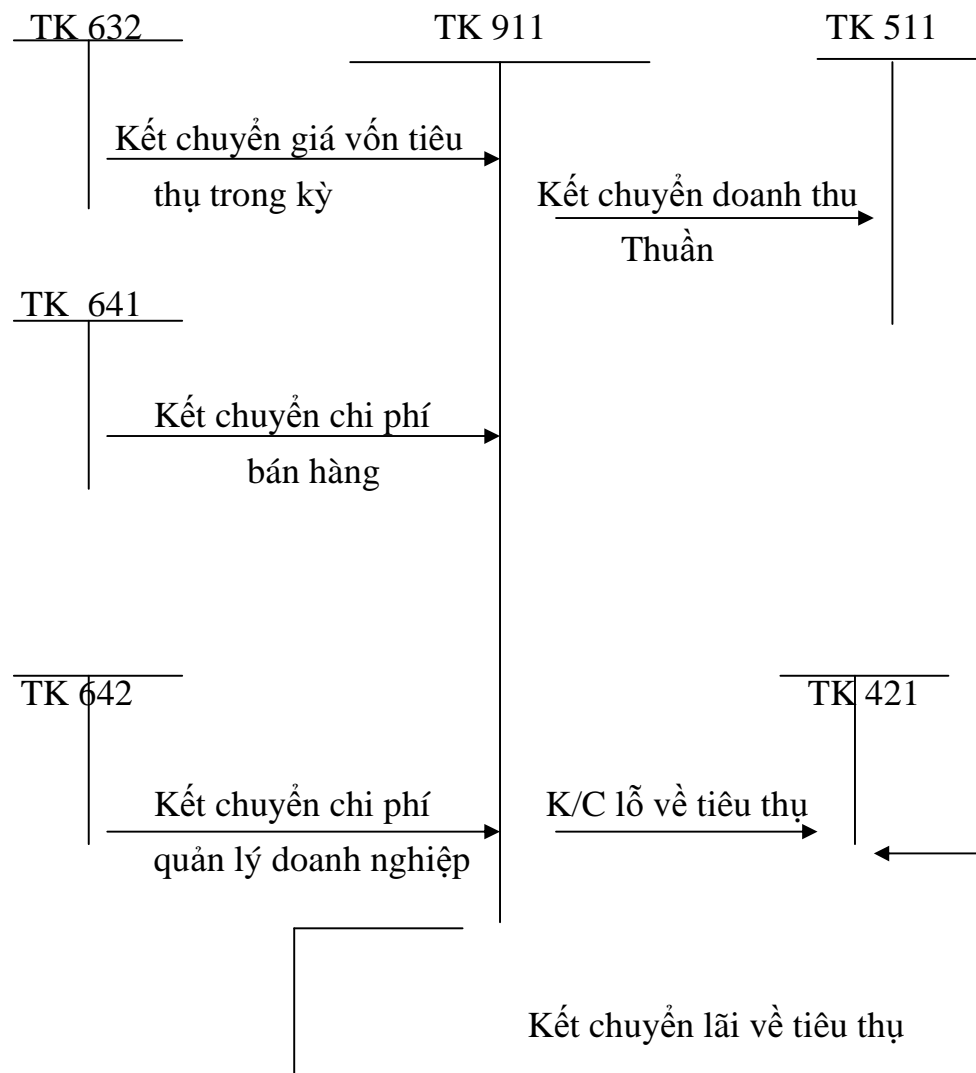 TK 632
TK 911
TK 511
Kết chuyển giá vốn tiêu
thụ trong kỳ
Kết chuyển doanh thu
Thuần
TK 641
Kết chuyển chi phí
bán hàng
TK 642
TK 421
Kết chuyển chi phí
quản lý doanh nghiệp
K/C lỗ về tiêu thụ
Kết chuyển lãi về tiêu thụ